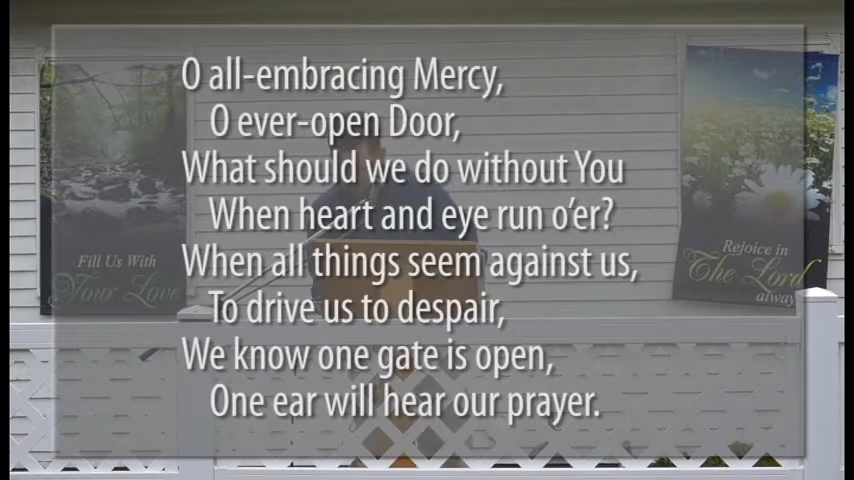 O all-embracing Mercy,
O ever-open Door,
What should we do without You
When heart and eye run o'er?
When all things seem against us,
To drive us to despair,
We know one gate is open,
One ear will hear our prayer.
Fill Us With
Your Love
Rejoice in
The Lord
alway